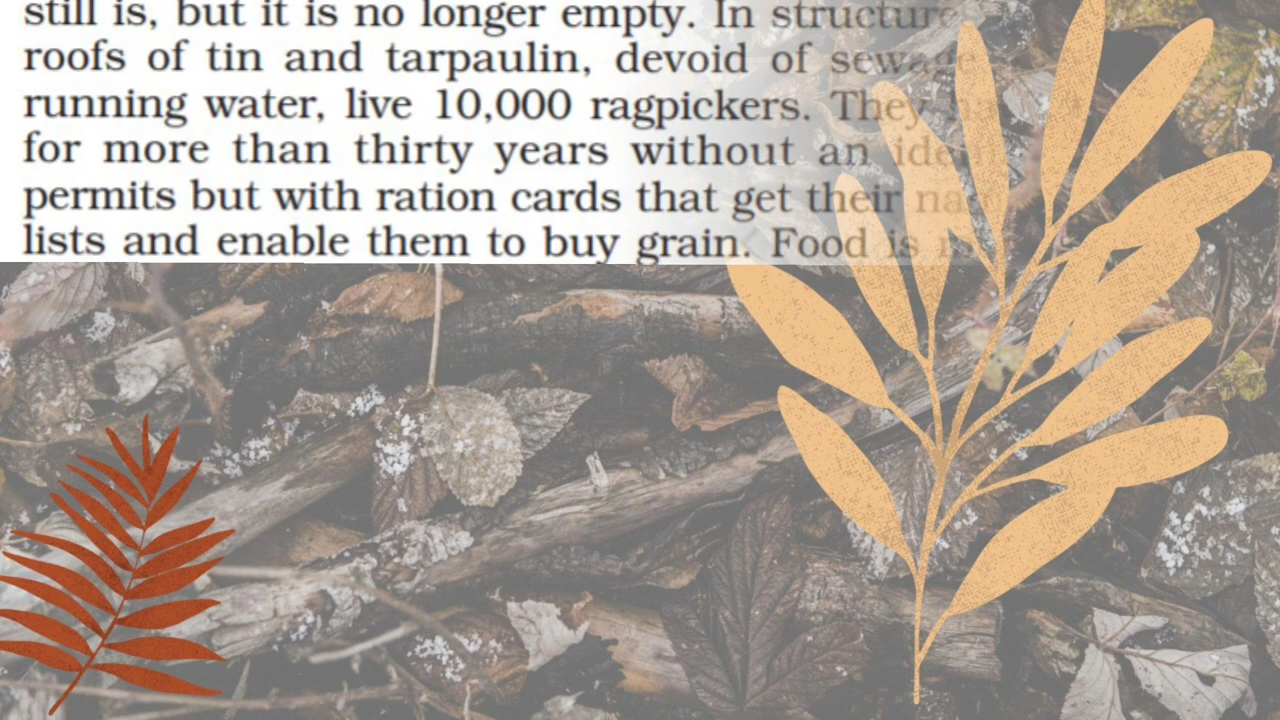 still is, but it is no longer empty. In structure
roofs of tin and tarpaulin, devoid of sewage
running water, live 10,000 ragpickers. They
for more than thirty years without an
permits but with ration cards that get their
lists and enable them to buy grain. Food is